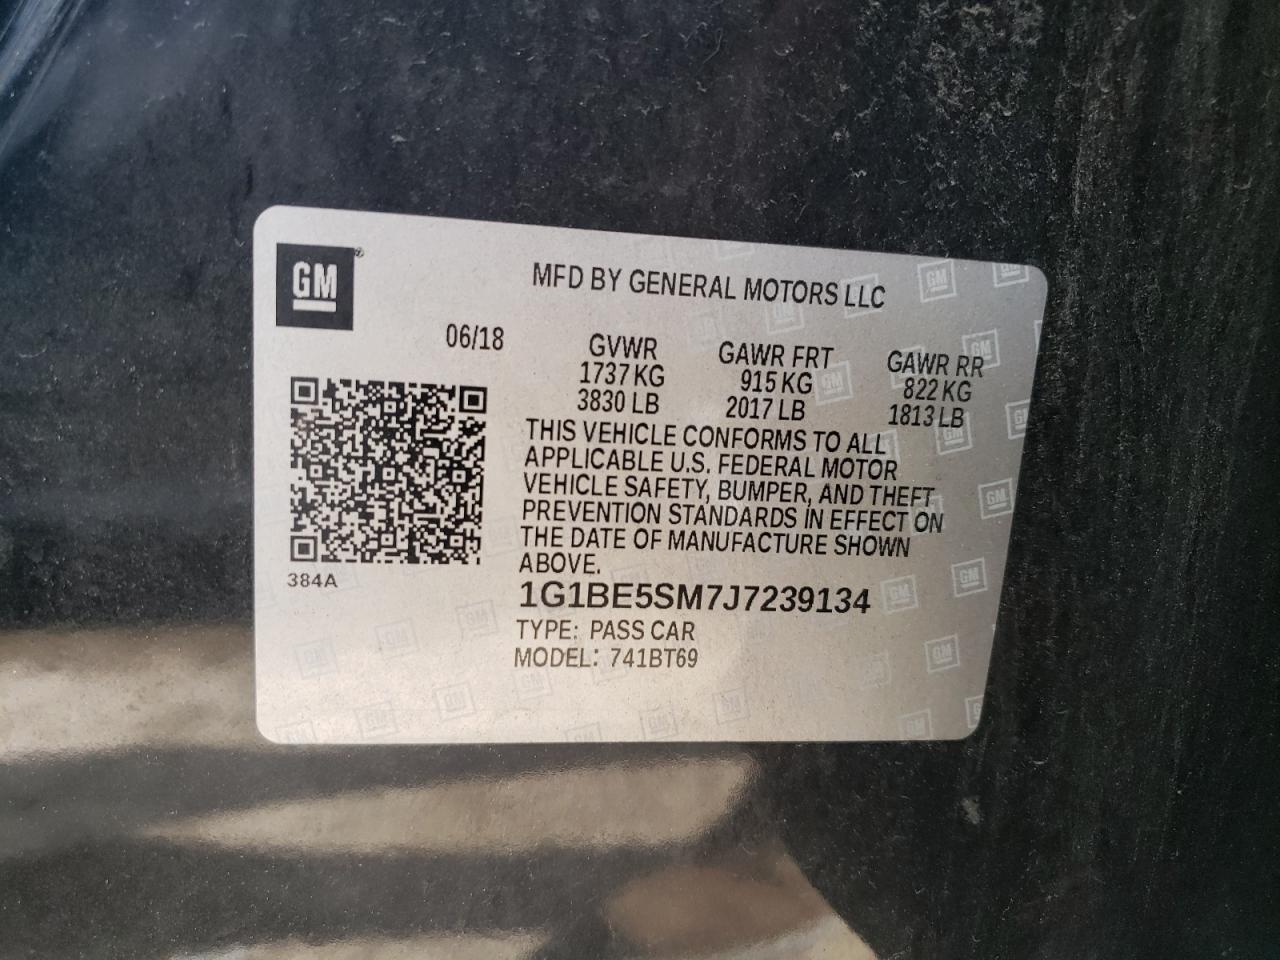 GM
MFD BY GENERAL MOTORS LLC
06/18
GVWR
1737 KG
3830 LB
GAWR FRT
915 KG
2017 LB
GAWR RR
822 KG
1813 LB
THIS VEHICLE CONFORMS TO ALL
APPLICABLE U.S. FEDERAL MOTOR
VEHICLE SAFETY, BUMPER, AND THEFT
PREVENTION STANDARDS IN EFFECT ON
THE DATE OF MANUFACTURE SHOWN
ABOVE.
384A
1G1BE5SM7J7239134
TYPE: PASS CAR
MODEL: 741BT69